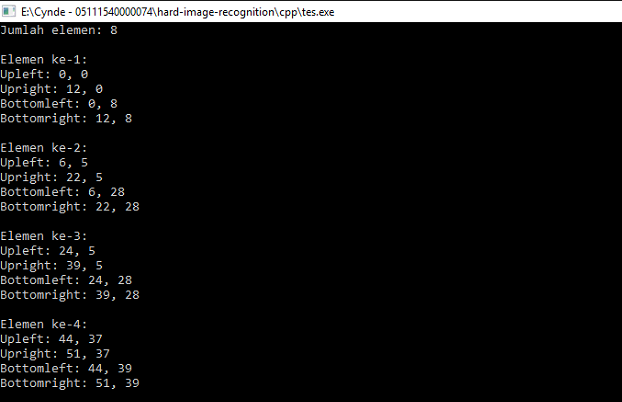 E:\Cynde - 05111540000074\hard-image-recognition\cpp\tes.exe
Jumlah elemen: 8
Elemen ke-1:
Upleft: 0, 0
Upright: 12, 0
Bottomleft: 0, 8
Bottomright: 12, 8
Elemen ke-2:
Upleft: 6, 5
Upright: 22, 5
Bottomleft: 6, 28
Bottomright: 22, 28
Elemen ke-3:
Upleft: 24, 5
Upright: 39, 5
Bottomleft: 24, 28
Bottomright: 39, 28
Elemen ke-4:
Upleft: 44, 37
Upright: 51, 37
Bottomleft: 44, 39
Bottomright: 51, 39